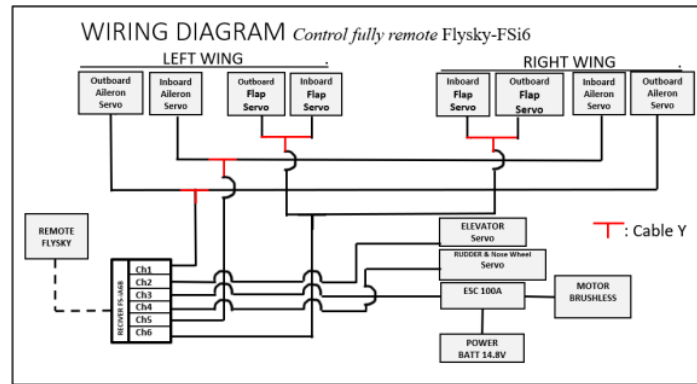 WIRING DIAGRAM Control fully remote Flysky-FSi6
LEFT WING .
RIGHT WING .
Outboard
Aileron
Servo
Inboard
Aileron
Servo
Outboard
Flap
Servo
Inboard
Flap
Servo
Inboard
Flap
Servo
Outboard
Flap
Servo
Inboard
Aileron
Servo
Outboard
Aileron
Servo
REMOTE
FLYSKY
ELEVATOR
Servo
: Cable Y
RUDDER & Nose Wheel
Servo
RECIVER FS-iA6B
Ch1
Ch2
Ch3
Ch4
Ch5
Ch6
ESC 100A
MOTOR
BRUSHLESS
POWER
BATT 14.8V